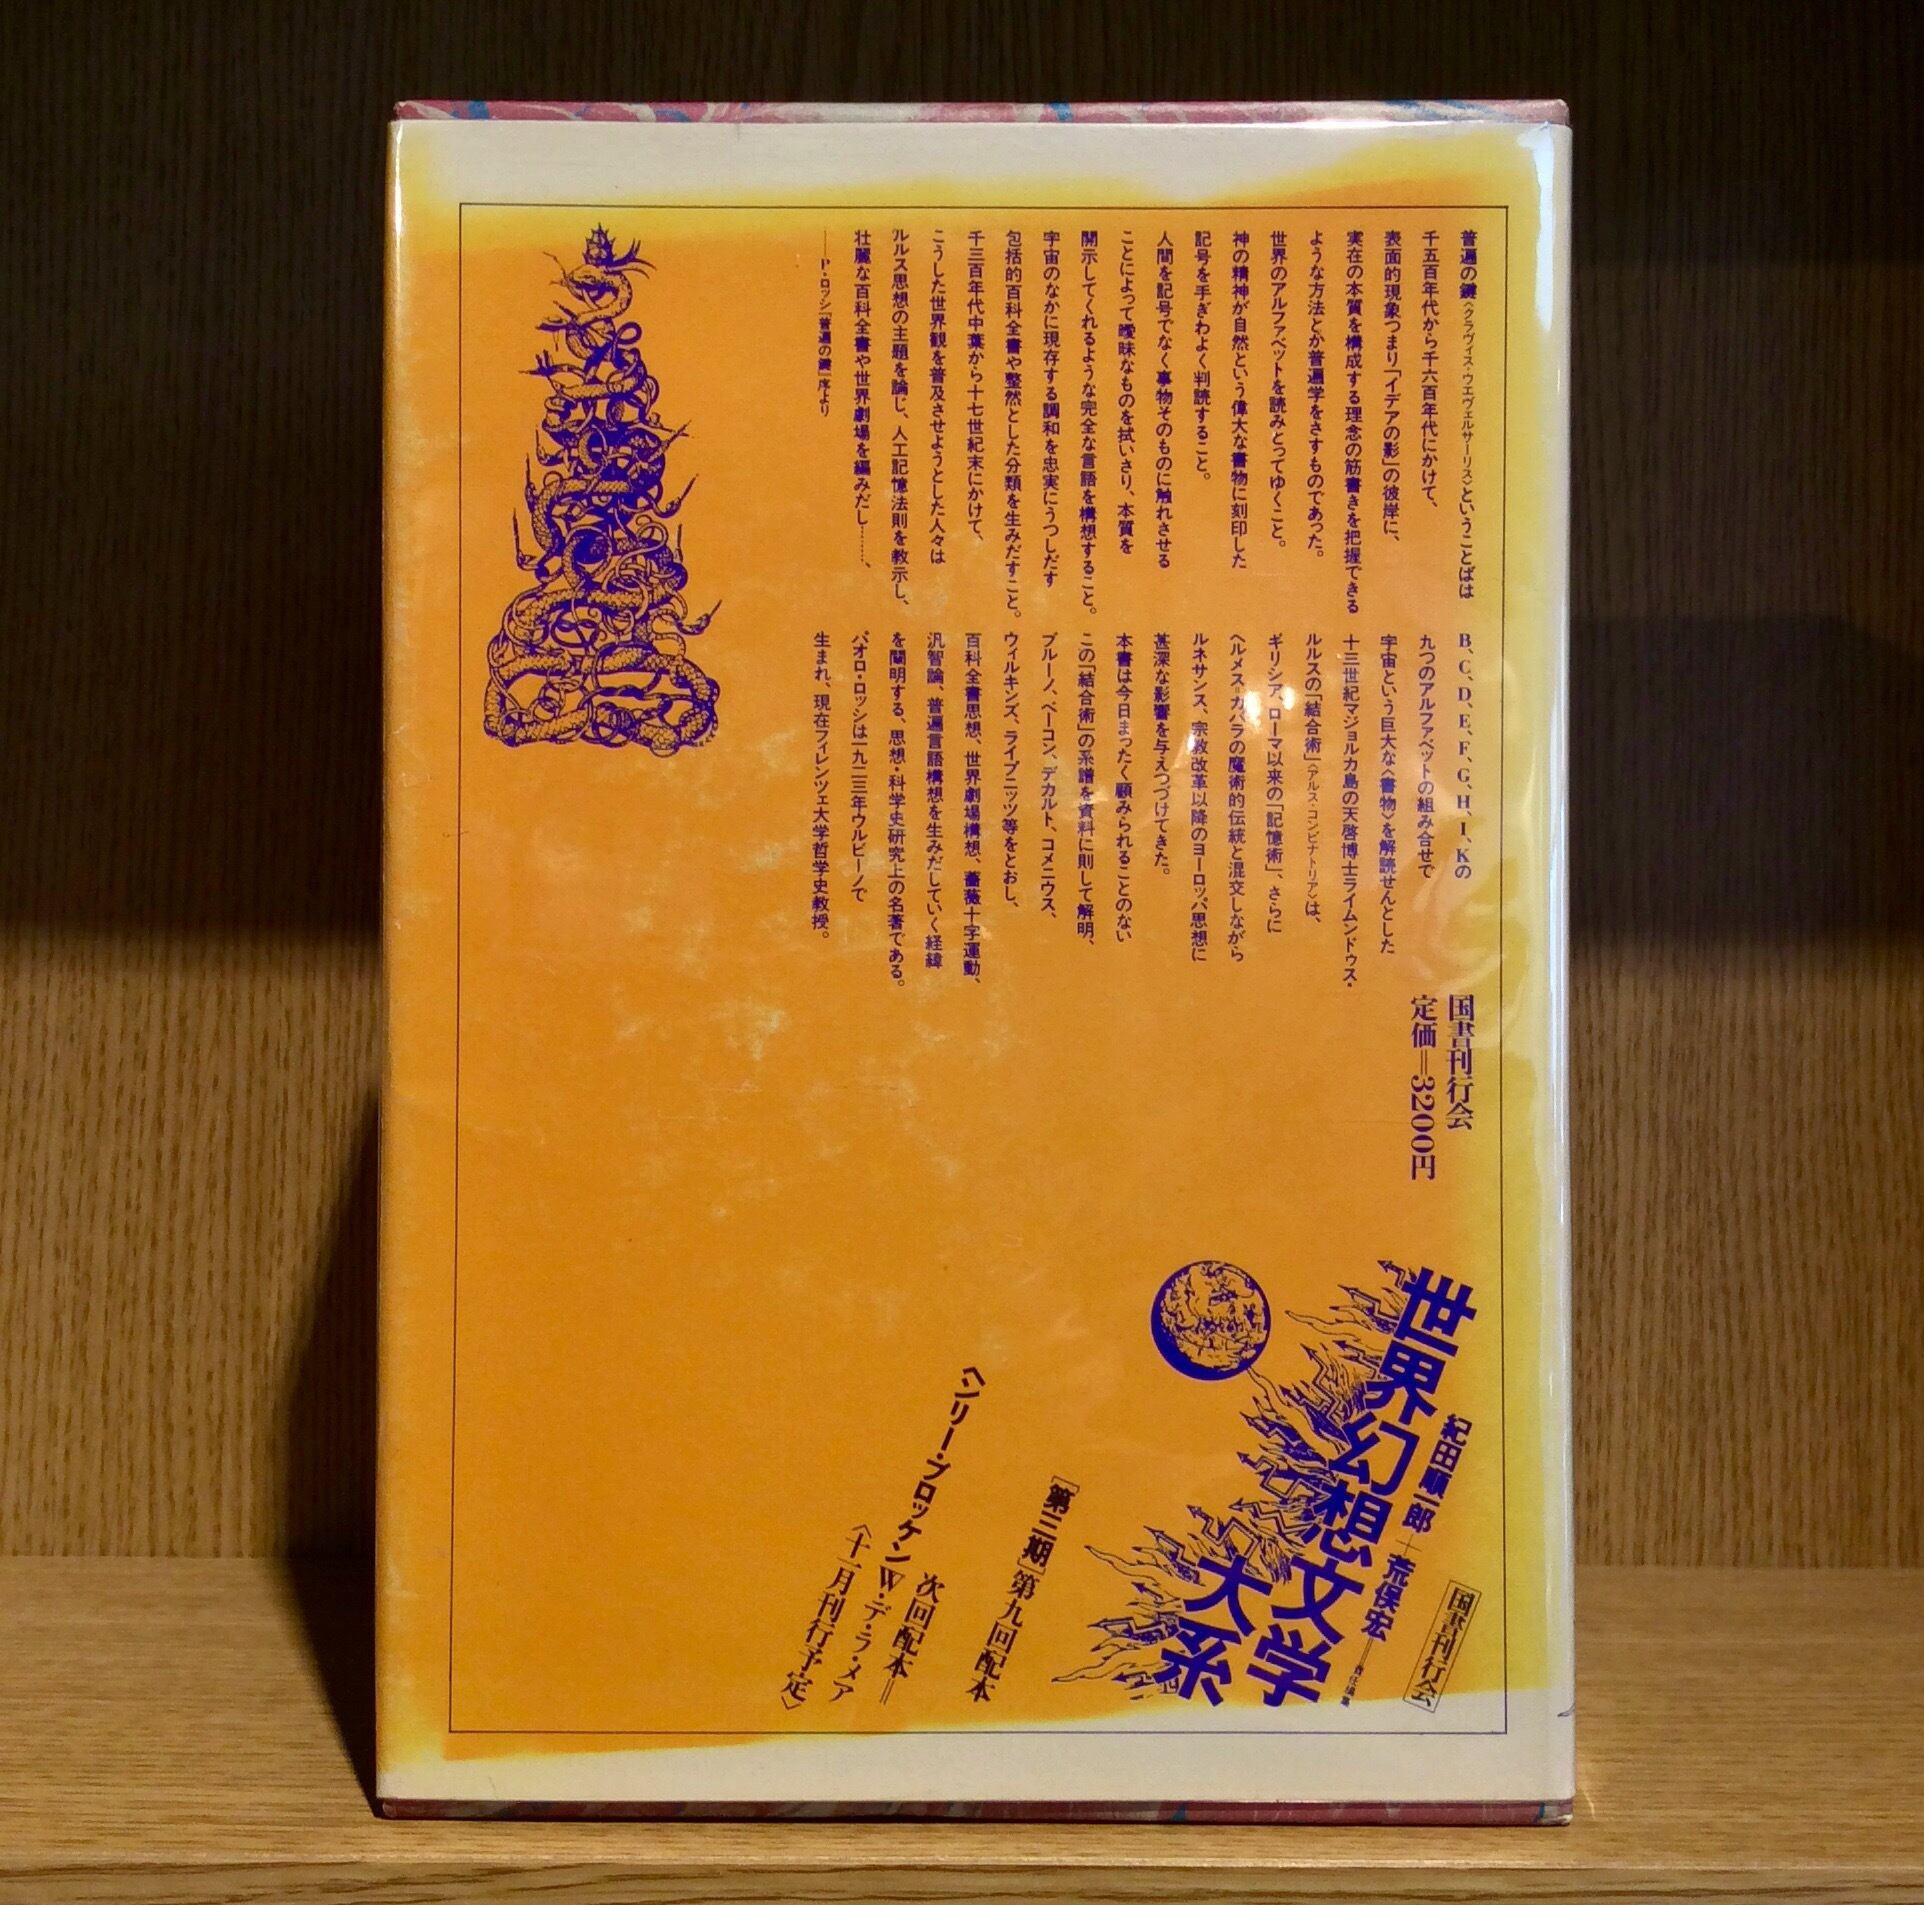 普遍の鍵〈クラヴィス・ウニヴェルサーリス〉ということばは
千五百年代から千六百年代にかけて、
表面的現象つまり「イデアの影」の彼岸に、
実在の本質を構成する理念の筋書きを把握できる
ような方法とか普遍学をさすものであった。
世界のアルファベットを読みとってゆくこと。
神の精神が自然という偉大な書物に刻印した
記号を手ぎわよく判読すること。
人間を記号でなく事物そのものに触れさせる
ことによって曖昧なものを拭いさり、本質を
開示してくれるような完全な言語を構想すること。
宇宙のなかに現存する調和を忠実にうつしだす
包括的百科全書や整然とした分類を生みだすこと。
千三百年代中葉から十七世紀末にかけて、
こうした世界観を普及させようとした人々は
ルルス思想の主題を論じ、人工記憶法則を教示し、
壮麗な百科全書や世界劇場を編みだし………、
——P・ロッシ「普遍の鍵」序より
B、C、D、E、F、G、H、I、Kの
九つのアルファベットの組み合せで
宇宙という巨大な〈書物〉を解読せんとした
十三世紀マジョルカ島の天啓博士ライムンドゥス・
ルルスの「結合術」〈アルス・コンビナトリア〉は、
ギリシア、ローマ以来の「記憶術」、さらに
ヘルメス=カバラの魔術的伝統と混交しながら
ルネサンス、宗教改革以降のヨーロッパ思想に
甚深な影響を与えつづけてきた。
本書は今日まったく顧みられることのない
この「結合術」の系譜を資料に則して解明、
ブルーノ、ベーコン、デカルト、コメニウス、
ウィルキンズ、ライプニッツ等をとおし、
百科全書思想、世界劇場構想、薔薇十字運動、
汎智論、普遍言語構想を生みだしていく経緯
を闡明する、思想・科学史研究上の名著である。
パオロ・ロッシは一九二三年ウルビーノで
生まれ、現在フィレンツェ大学哲学史教授。
国書刊行会
定価=3200円
世界幻想文学
大系
紀田順一郎+荒俣宏=責任編集
国書刊行会
[第三期]第九回配本
次回配本=
ヘンリー・ブロッケン W・デ・ラ・メア
〈十一月刊行予定〉